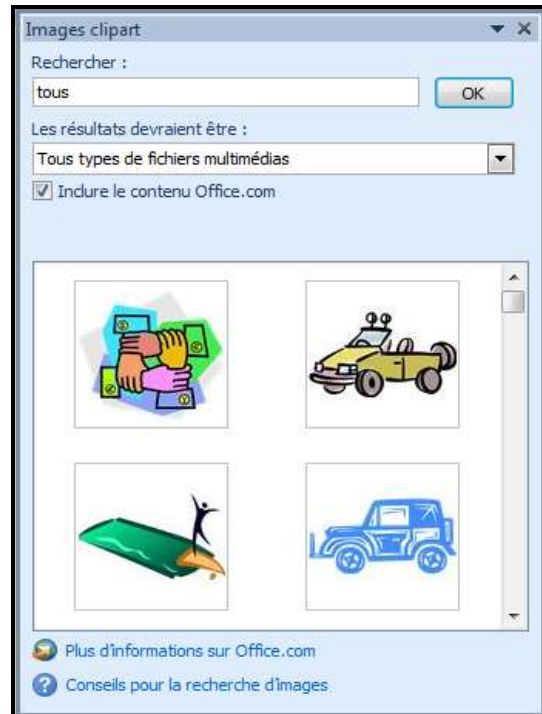 Images clipart
Rechercher :
tous
OK
Les résultats devraient être :
Tous types de fichiers multimédias
Inclure le contenu Office.com
Plus d'informations sur Office.com
Conseils pour la recherche d'images